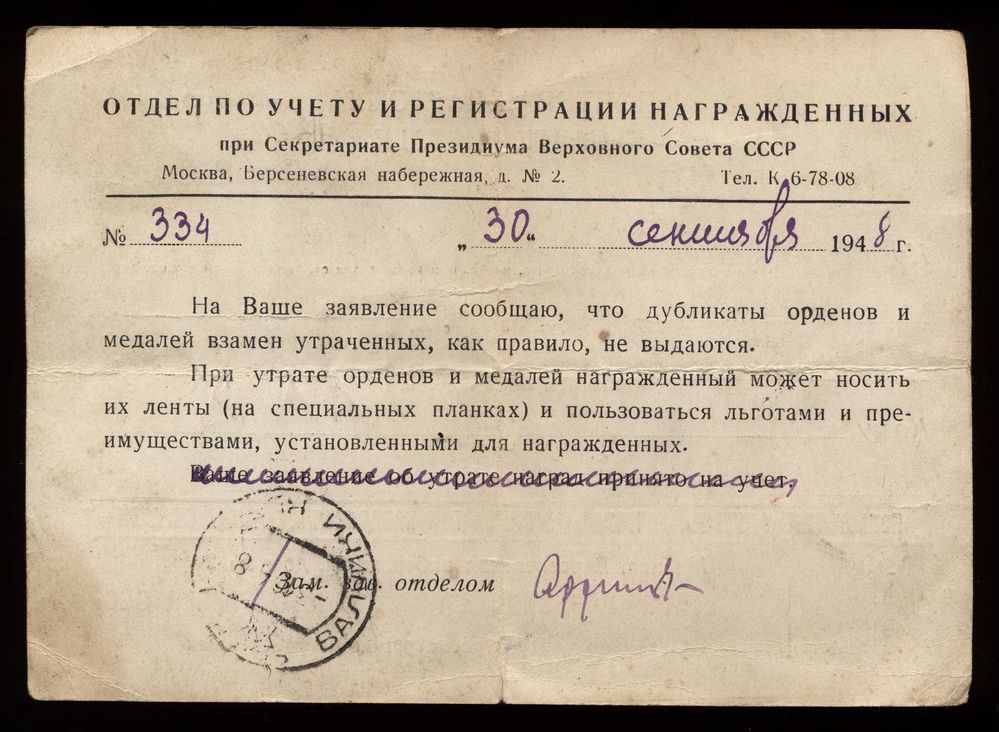 ОТДЕЛ ПО УЧЕТУ И РЕГИСТРАЦИИ НАГРАЖДЕННЫХ
при Секретариате Президиума Верховного Совета СССР
Москва, Берсеневская набережная, д. № 2. Тел. К 6-78-08
№ 334 „30“ сентября 1948 г.
На Ваше заявление сообщаю, что дубликаты орденов и
медалей взамен утраченных, как правило, не выдаются.
При утрате орденов и медалей награжденный может носить
их ленты (на специальных планках) и пользоваться льготами и пре-
имуществами, установленными для награжденных.
Ваше заявление об утрате наград принято на учет.
Зам. зав. отделом